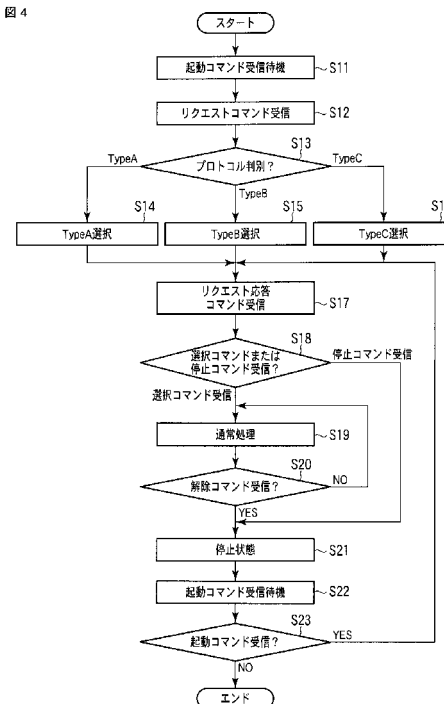 図４
スタート
起動コマンド受信待機
S11
リクエストコマンド受信
S12
S13
プロトコル判別？
TypeA
TypeB
TypeC
S14
TypeA選択
S15
TypeB選択
S1
TypeC選択
リクエスト応答
コマンド受信
S17
S18
選択コマンドまたは
停止コマンド受信？
停止コマンド受信
選択コマンド受信
通常処理
S19
S20
解除コマンド受信？
NO
YES
停止状態
S21
起動コマンド受信待機
S22
S23
起動コマンド受信？
YES
NO
エンド